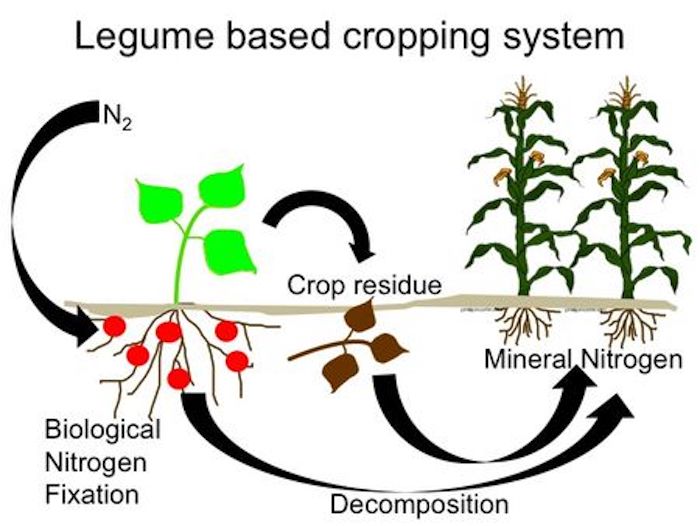 Legume based cropping system
N2
Crop residue
Mineral Nitrogen
Biological
Nitrogen
Fixation
Decomposition